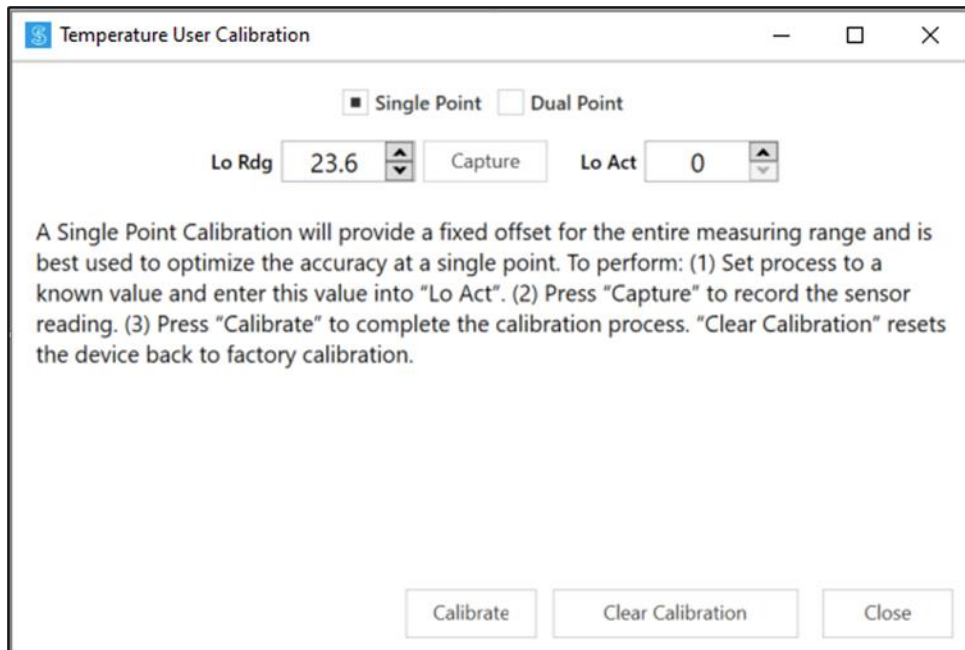 Temperature User Calibration
Single Point Dual Point
Lo Rdg 23.6 Capture Lo Act 0
A Single Point Calibration will provide a fixed offset for the entire measuring range and is
best used to optimize the accuracy at a single point. To perform: (1) Set process to a
known value and enter this value into “Lo Act”. (2) Press “Capture” to record the sensor
reading. (3) Press “Calibrate” to complete the calibration process. “Clear Calibration” resets
the device back to factory calibration.
Calibrate Clear Calibration Close